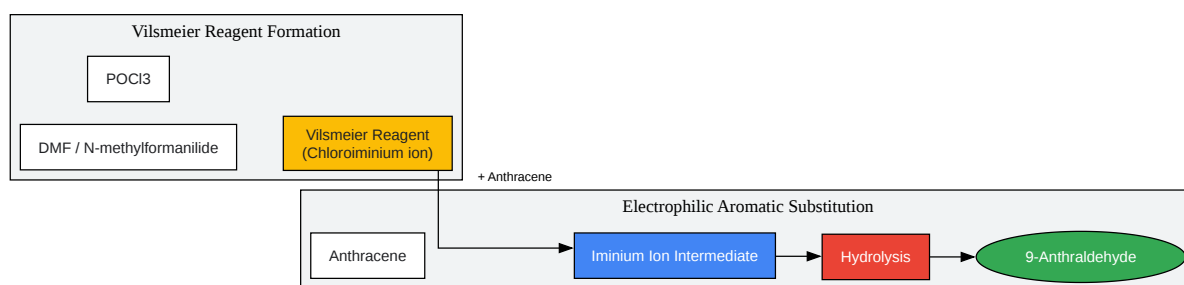 Vilsmeier Reagent Formation
POCl3
DMF / N-methylformanilide
Vilsmeier Reagent
(Chloroiminium ion)
+ Anthracene
Electrophilic Aromatic Substitution
Anthracene
Iminium Ion Intermediate
Hydrolysis
9-Anthraldehyde